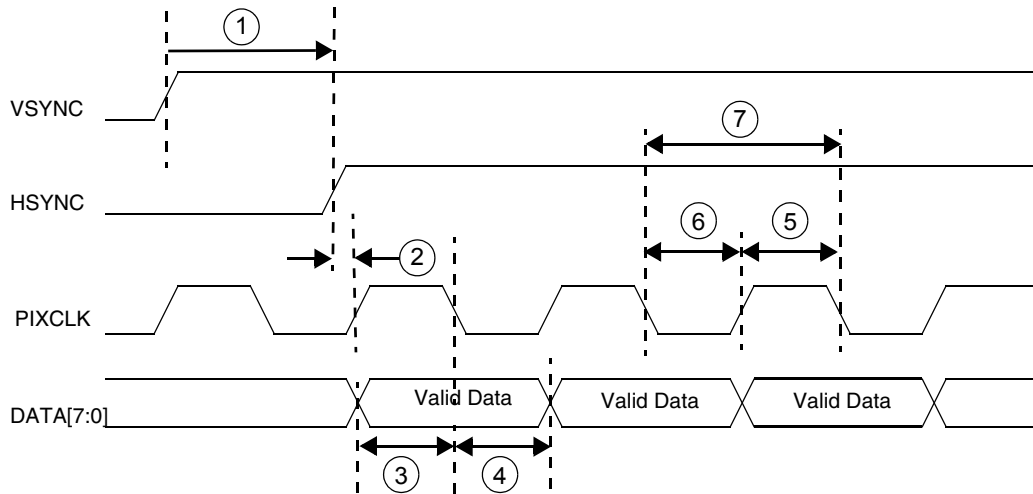 1
VSYNC
7
HSYNC
6
5
2
PIXCLK
Valid Data
Valid Data
Valid Data
DATA[7:0]
3
4